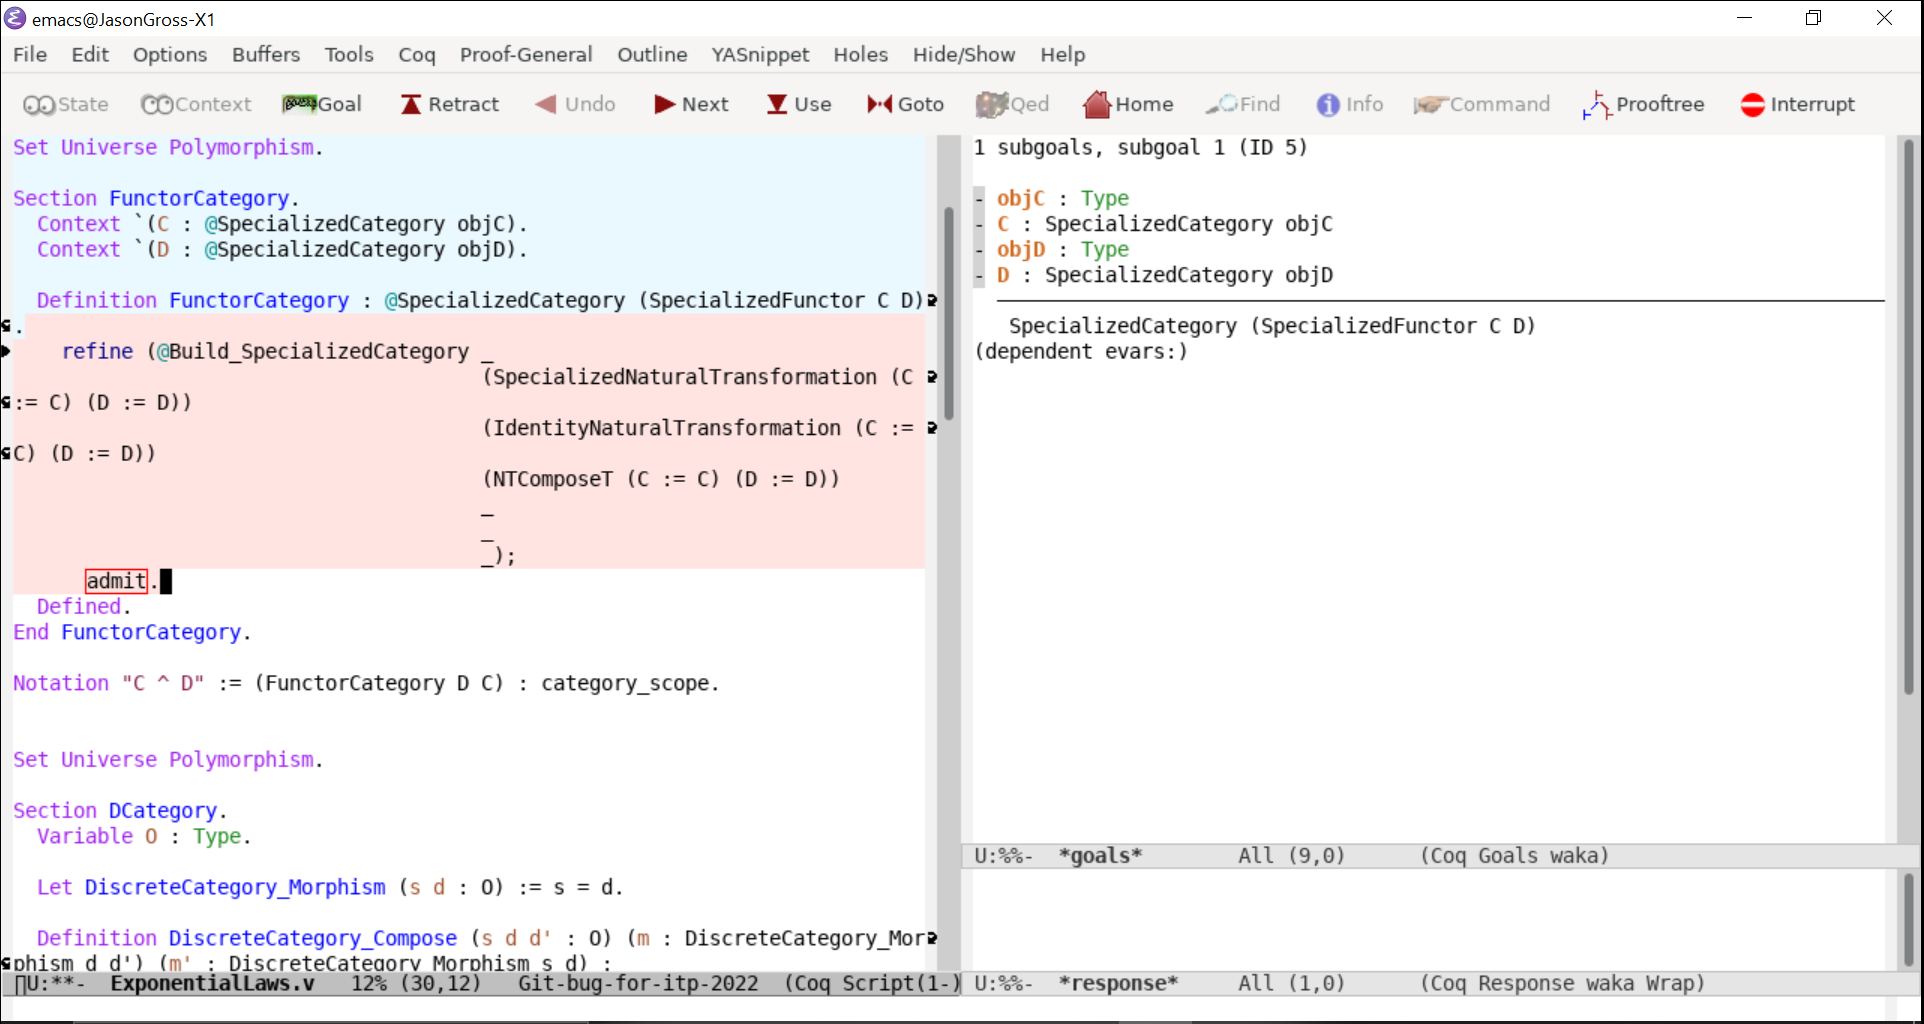 emacs@JasonGross-X1
File Edit Options Buffers Tools Coq Proof-General Outline YASnippet Holes Hide/Show Help
State Context Goal Retract Undo Next Use Goto Qed Home Find Info Command Prooftree Interrupt
Set Universe Polymorphism.
Section FunctorCategory.
Context `(C : @SpecializedCategory objC).
Context `(D : @SpecializedCategory objD).
Definition FunctorCategory : @SpecializedCategory (SpecializedFunctor C D)
.
refine (@Build_SpecializedCategory _
(SpecializedNaturalTransformation (C
:= C) (D := D))
(IdentityNaturalTransformation (C :=
C) (D := D))
(NTComposeT (C := C) (D := D))
_
_
_);
admit.
Defined.
End FunctorCategory.
Notation "C ^ D" := (FunctorCategory D C) : category_scope.
Set Universe Polymorphism.
Section DCategory.
Variable O : Type.
Let DiscreteCategory_Morphism (s d : O) := s = d.
Definition DiscreteCategory_Compose (s d d' : O) (m : DiscreteCategory_Mor
phism d d') (m' : DiscreteCategory_Morphism s d) :
U:**- ExponentialLaws.v 12% (30,12) Git-bug-for-itp-2022 (Coq Script(1-)
1 subgoals, subgoal 1 (ID 5)
- objC : Type
- C : SpecializedCategory objC
- objD : Type
- D : SpecializedCategory objD
SpecializedCategory (SpecializedFunctor C D)
(dependent evars:)
U:%%- *goals* All (9,0) (Coq Goals waka)
U:%%- *response* All (1,0) (Coq Response waka Wrap)